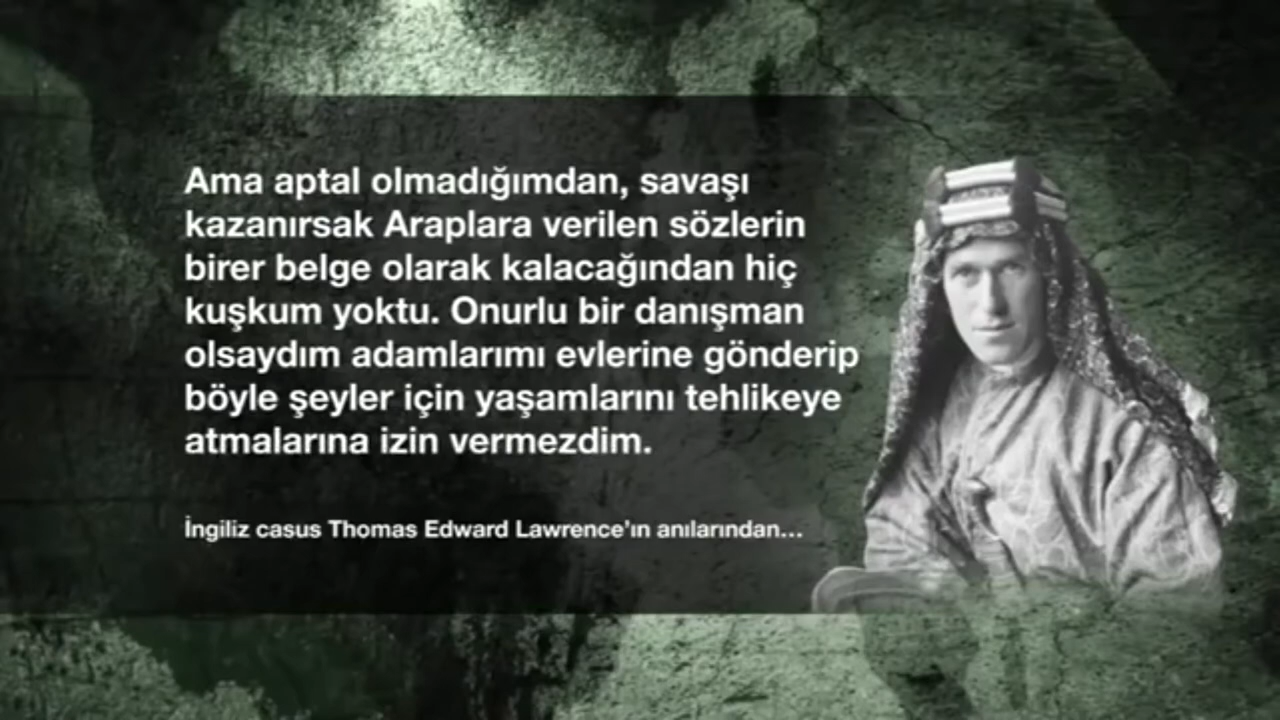 Ama aptal olmadığımdan, savaşı
kazanırsak Araplara verilen sözlerin
birer belge olarak kalacağından hiç
kuşkum yoktu. Onurlu bir danışman
olsaydım adamlarımı evlerine gönderip
böyle şeyler için yaşamlarını tehlikeye
atmalarına izin vermezdim.
İngiliz casus Thomas Edward Lawrence’ın anılarından...